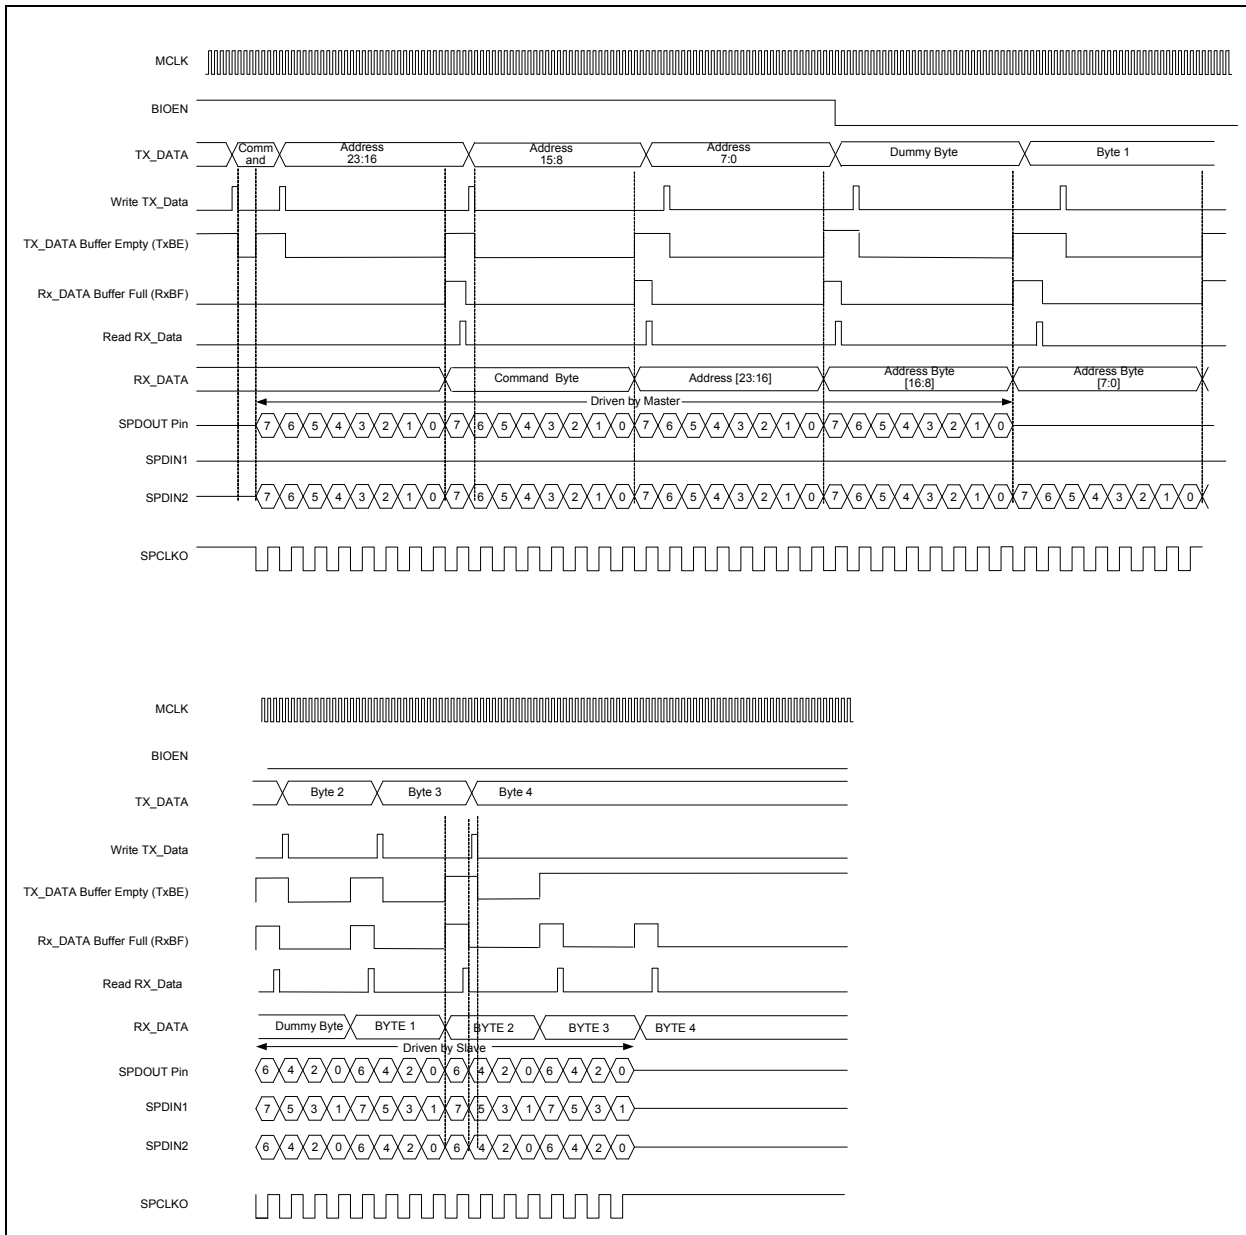 MCLK
BIOEN
TX_DATA
Comm
and
Address
23:16
Address
15:8
Address
7:0
Dummy Byte
Byte 1
Write TX_Data
TX_DATA Buffer Empty (TxBE)
Rx_DATA Buffer Full (RxBF)
Read RX_Data
RX_DATA
Command Byte
Address [23:16]
Address Byte
[16:8]
Address Byte
[7:0]
Driven by Master
SPDOUT Pin
7 6 5 4 3 2 1 0 7 6 5 4 3 2 1 0 7 6 5 4 3 2 1 0 7 6 5 4 3 2 1 0
SPDIN1
SPDIN2
7 6 5 4 3 2 1 0 7 6 5 4 3 2 1 0 7 6 5 4 3 2 1 0 7 6 5 4 3 2 1 0 7 6 5 4 3 2 1 0
SPCLKO
MCLK
BIOEN
TX_DATA
Byte 2
Byte 3
Byte 4
Write TX_Data
TX_DATA Buffer Empty (TxBE)
Rx_DATA Buffer Full (RxBF)
Read RX_Data
RX_DATA
Dummy Byte
BYTE 1
BYTE 2
BYTE 3
BYTE 4
Driven by Slave
SPDOUT Pin
6 4 2 0 6 4 2 0 6 4 2 0 6 4 2 0
SPDIN1
7 5 3 1 7 5 3 1 7 5 3 1 7 5 3 1
SPDIN2
6 4 2 0 6 4 2 0 6 4 2 0 6 4 2 0
SPCLKO